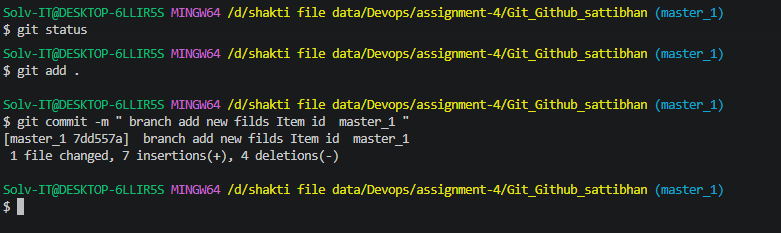 Solv-IT@DESKTOP-6LLIR5S MINGW64 /d/shakti file data/Devops/assignment-4/Git_Github_sattibhan (master_1)
$ git status
Solv-IT@DESKTOP-6LLIR5S MINGW64 /d/shakti file data/Devops/assignment-4/Git_Github_sattibhan (master_1)
$ git add .
Solv-IT@DESKTOP-6LLIR5S MINGW64 /d/shakti file data/Devops/assignment-4/Git_Github_sattibhan (master_1)
$ git commit -m " branch add new filds Item id  master_1 "
[master_1 7dd557a]  branch add new filds Item id  master_1
 1 file changed, 7 insertions(+), 4 deletions(-)
Solv-IT@DESKTOP-6LLIR5S MINGW64 /d/shakti file data/Devops/assignment-4/Git_Github_sattibhan (master_1)
$